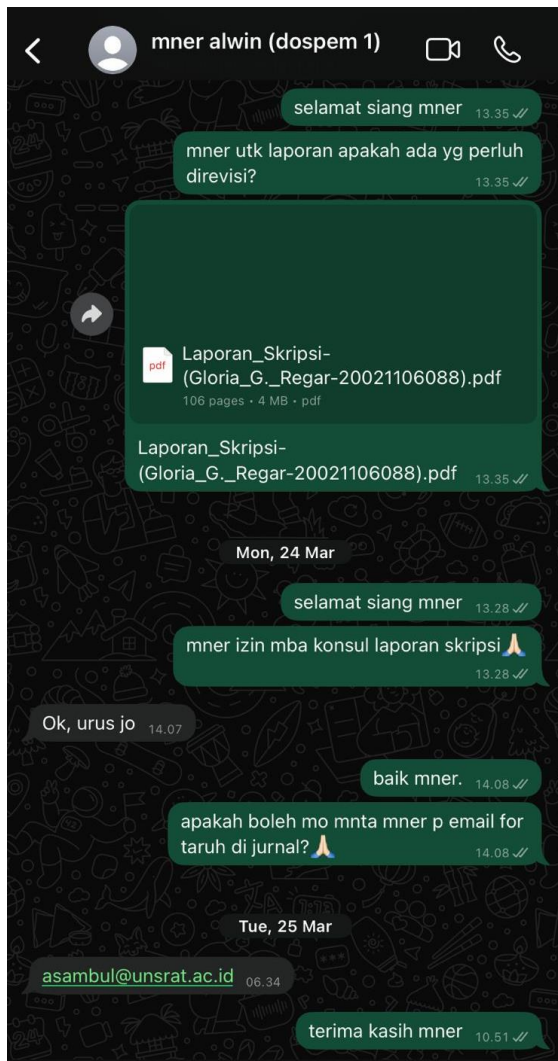 mner alwin (dospem 1)
selamat siang mner 13.35
mner utk laporan apakah ada yg perluh
direvisi?
13.35
pdf
Laporan_Skripsi-
(Gloria_G._Regar-20021106088).pdf
106 pages • 4 MB • pdf
Laporan_Skripsi-
(Gloria_G._Regar-20021106088).pdf 13.35
Mon, 24 Mar
selamat siang mner 13.28
mner izin mba konsul laporan skripsi🙏🏻
13.28
Ok, urus jo 14.07
baik mner. 14.08
apakah boleh mo mnta mner p email for
taruh di jurnal?🙏🏻 14.08
Tue, 25 Mar
asambul@unsrat.ac.id 06.34
terima kasih mner 10.51